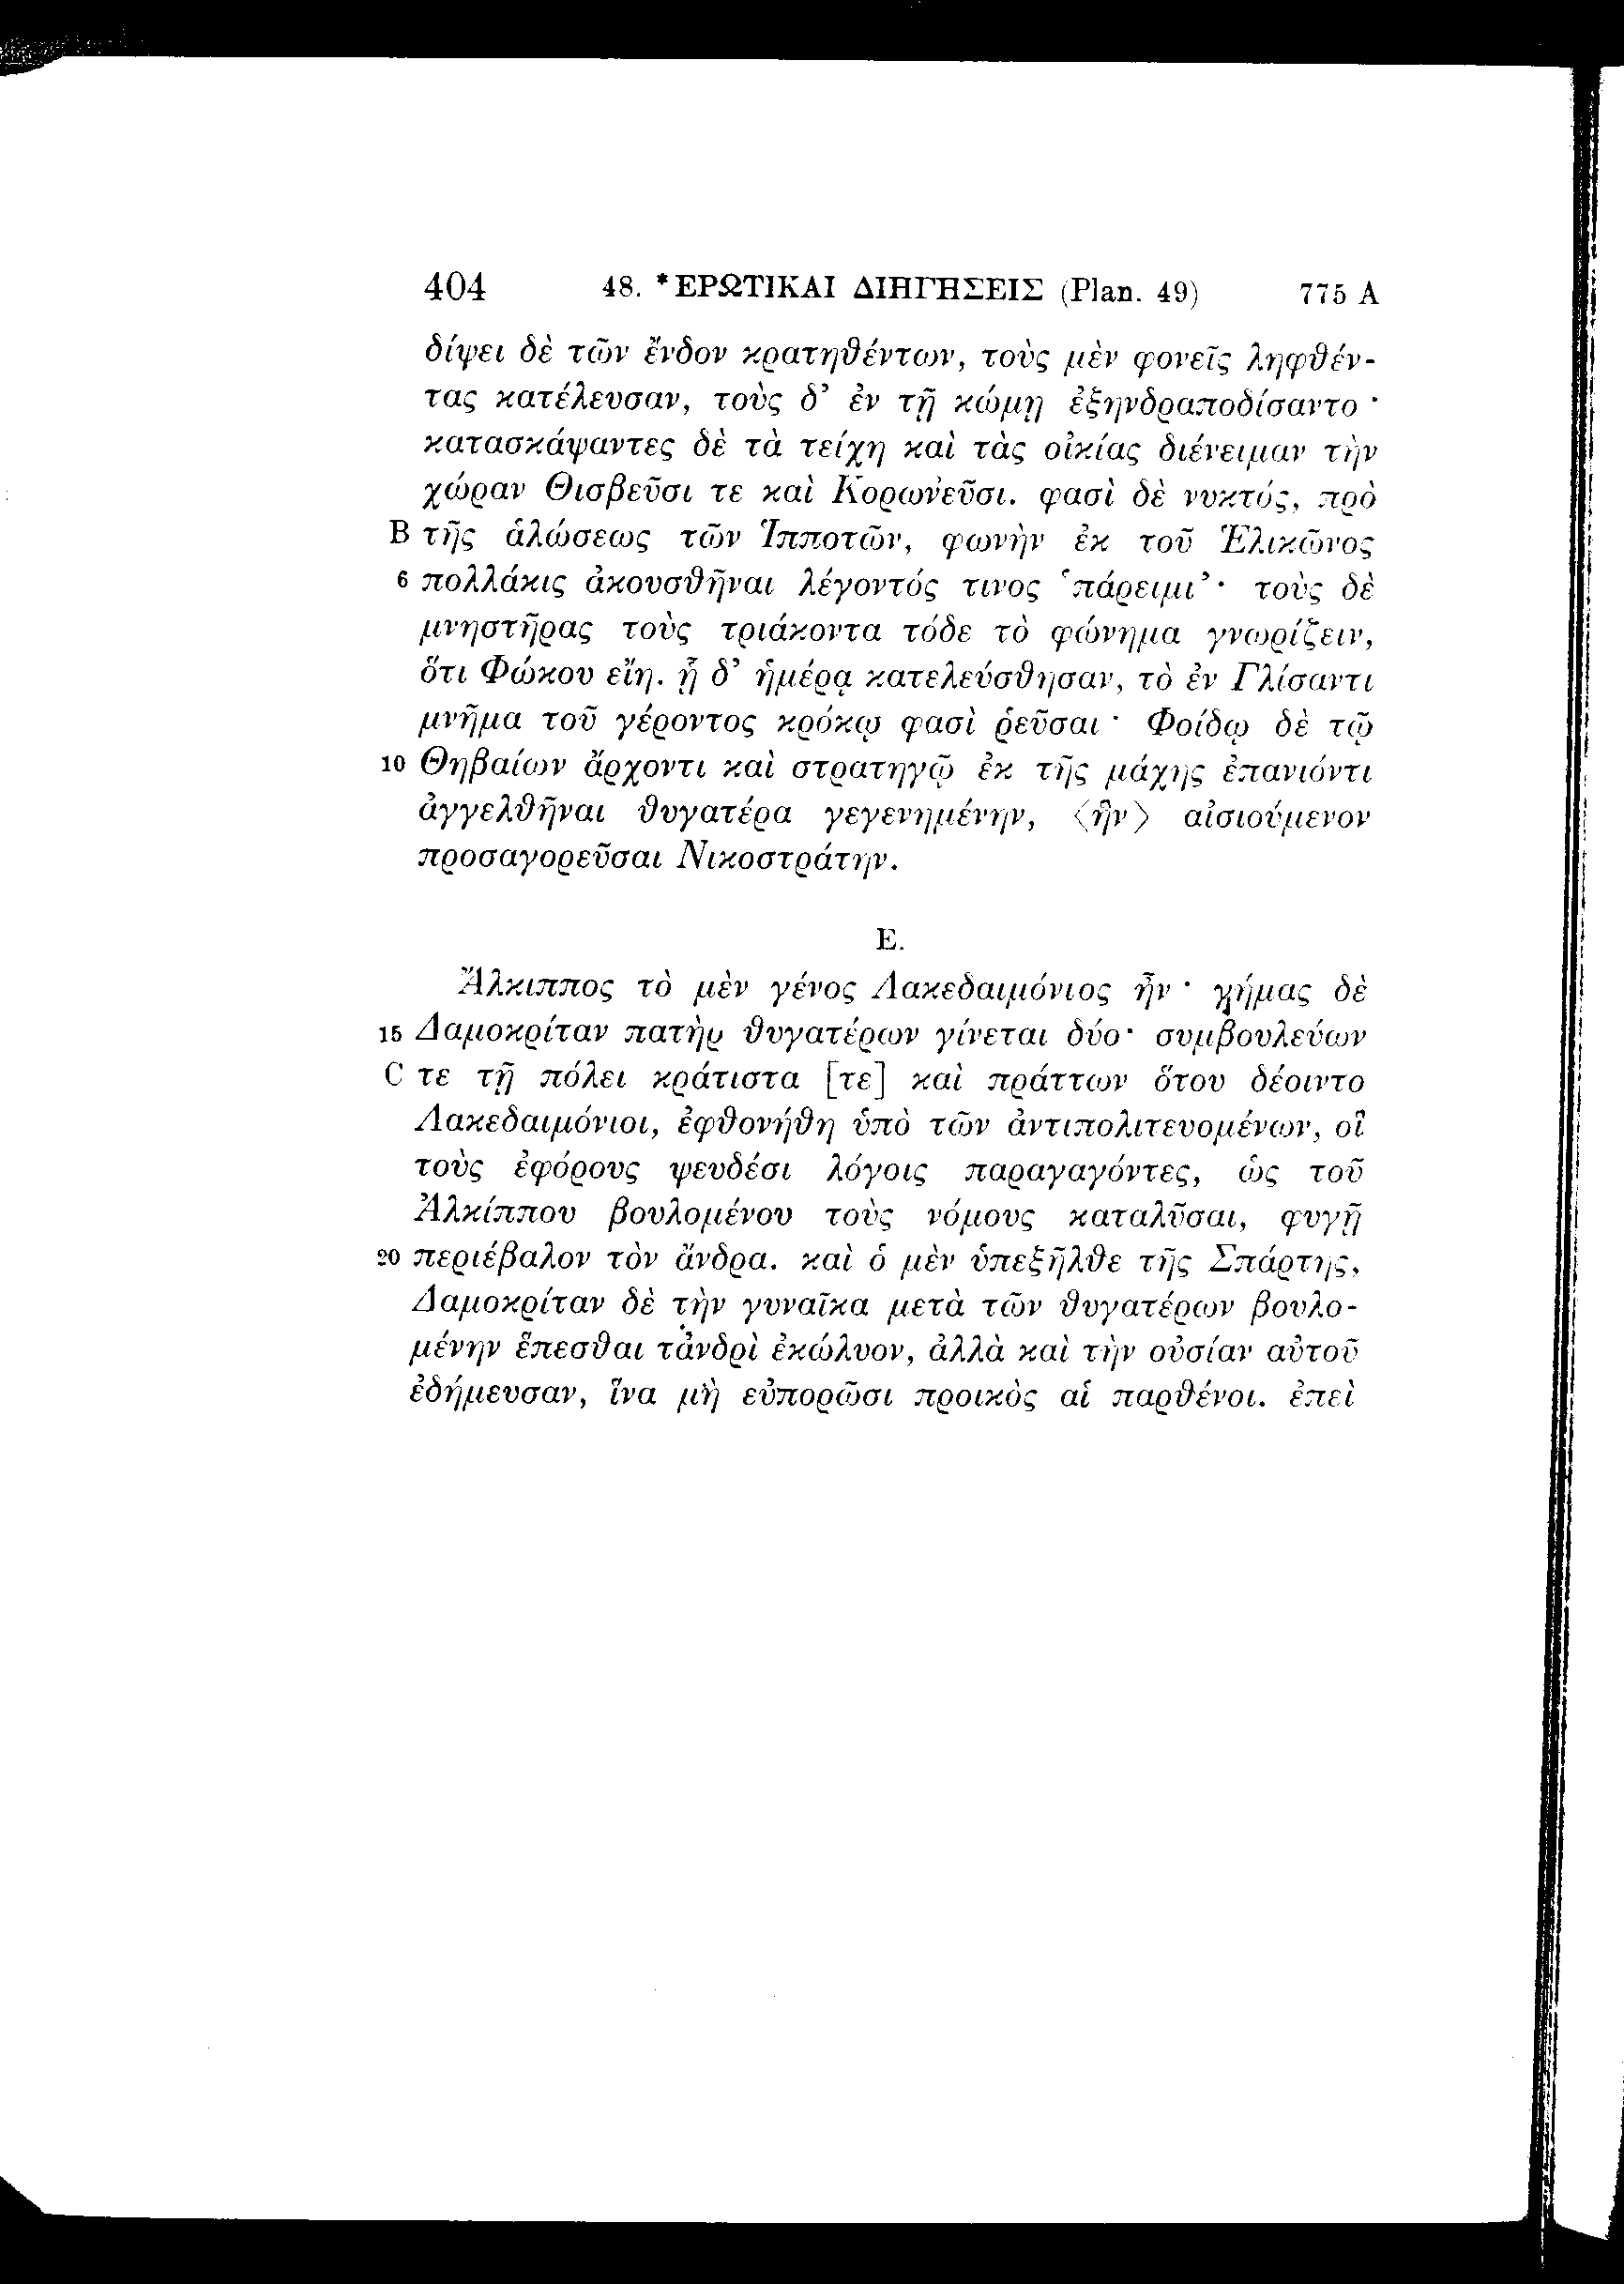 404 48. *ΕΡΩΤΙΚΑΙ ΔΙΗΓΗΣΕΙΣ (Plan. 49) 775 A
δίψει δὲ τῶν ἔνδον κρατηθέντων, τοὺς μὲν φονεῖς ληφθέν-
τας κατέλευσαν, τοὺς δ’ ἐν τῇ κώμῃ ἐξηνδραποδίσαντο·
κατασκάψαντες δὲ τὰ τείχη καὶ τὰς οἰκίας διένειμαν τὴν
χώραν Θισβεῦσι τε καὶ Κορωνεῦσι. φασὶ δὲ νυκτός, πρὸ
B τῆς ἁλώσεως τῶν Ἱπποτῶν, φωνὴν ἐκ τοῦ Ἑλικῶνος
6 πολλάκις ἀκουσθῆναι λέγοντός τινος ‘πάρειμι’· τοὺς δὲ
μνηστῆρας τοὺς τριάκοντα τόδε τὸ φώνημα γνωρίζειν,
ὅτι Φώκου εἴη. ᾗ δ’ ἡμέρᾳ κατελεύσθησαν, τὸ ἐν Γλίσαντι
μνῆμα τοῦ γέροντος κρόκῳ φασὶ ῥεῦσαι· Φοίδῳ δὲ τῷ
10 Θηβαίων ἄρχοντι καὶ στρατηγῷ ἐκ τῆς μάχης ἐπανιόντι
ἀγγελθῆναι θυγατέρα γεγενημένην, ⟨ἣν⟩ αἰσιούμενον
προσαγορεῦσαι Νικοστράτην.
Ε.
Ἄλκιππος τὸ μὲν γένος Λακεδαιμόνιος ἦν· γήμας δὲ
15 Δαμοκρίταν πατὴρ θυγατέρων γίνεται δύο· συμβουλεύων
C τε τῇ πόλει κράτιστα [τε] καὶ πράττων ὅτου δέοιντο
Λακεδαιμόνιοι, ἐφθονήθη ὑπὸ τῶν ἀντιπολιτευομένων, οἳ
τοὺς ἐφόρους ψευδέσι λόγοις παραγαγόντες, ὡς τοῦ
Ἀλκίππου βουλομένου τοὺς νόμους καταλῦσαι, φυγῇ
20 περιέβαλον τὸν ἄνδρα. καὶ ὁ μὲν ὑπεξῆλθε τῆς Σπάρτης,
Δαμοκρίταν δὲ τὴν γυναῖκα μετὰ τῶν θυγατέρων βουλο-
μένην ἕπεσθαι τἀνδρὶ ἐκώλυον, ἀλλὰ καὶ τὴν οὐσίαν αὐτοῦ
ἐδήμευσαν, ἵνα μὴ εὐπορῶσι προικὸς αἱ παρθένοι. ἐπεὶ